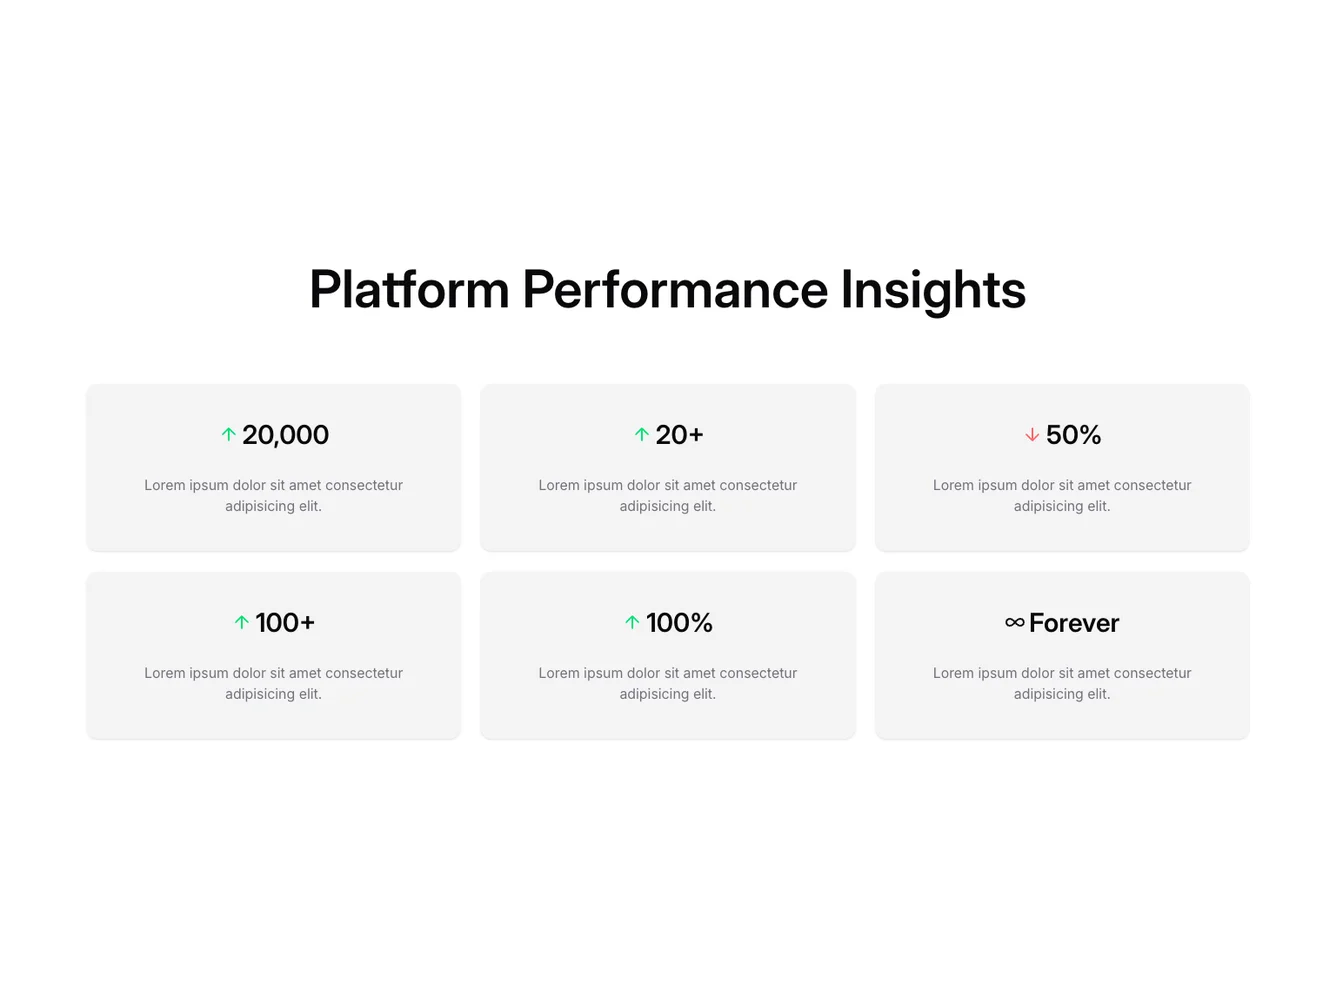 Platform Performance Insights
↑ 20,000
Lorem ipsum dolor sit amet consectetur
adipisicing elit.
↑ 20+
Lorem ipsum dolor sit amet consectetur
adipisicing elit.
↓ 50%
Lorem ipsum dolor sit amet consectetur
adipisicing elit.
↑ 100+
Lorem ipsum dolor sit amet consectetur
adipisicing elit.
↑ 100%
Lorem ipsum dolor sit amet consectetur
adipisicing elit.
∞ Forever
Lorem ipsum dolor sit amet consectetur
adipisicing elit.